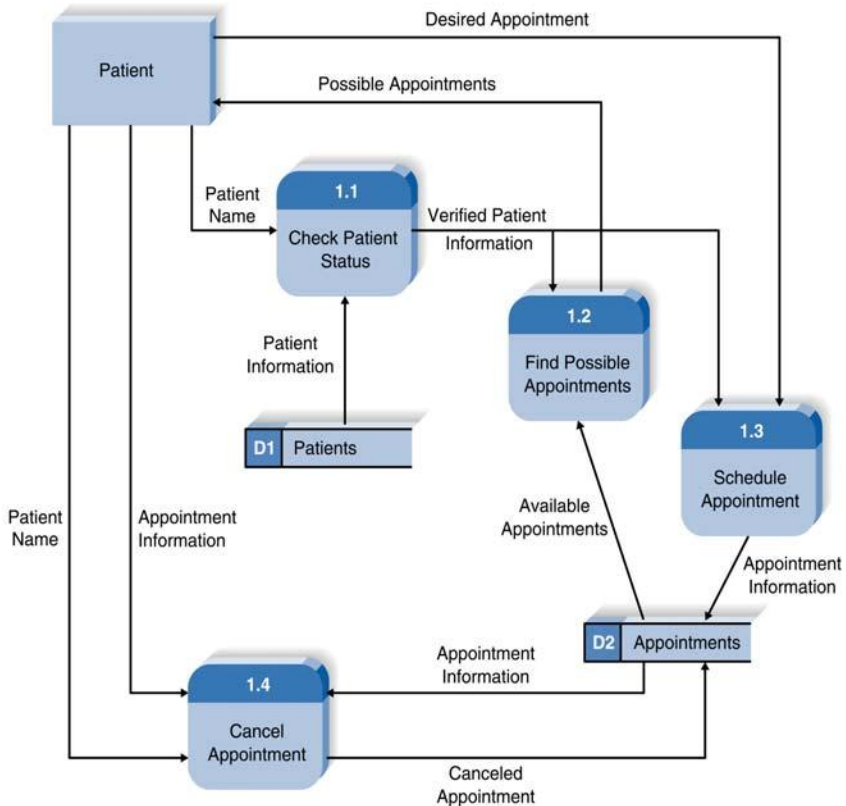 Desired Appointment
Patient
Possible Appointments
Patient
Name
1.1
Check Patient
Status
Verified Patient
Information
1.2
Find Possible
Appointments
Patient
Information
D1 Patients
1.3
Schedule
Appointment
Patient
Name
Appointment
Information
Available
Appointments
Appointment
Information
D2 Appointments
Appointment
Information
1.4
Cancel
Appointment
Canceled
Appointment